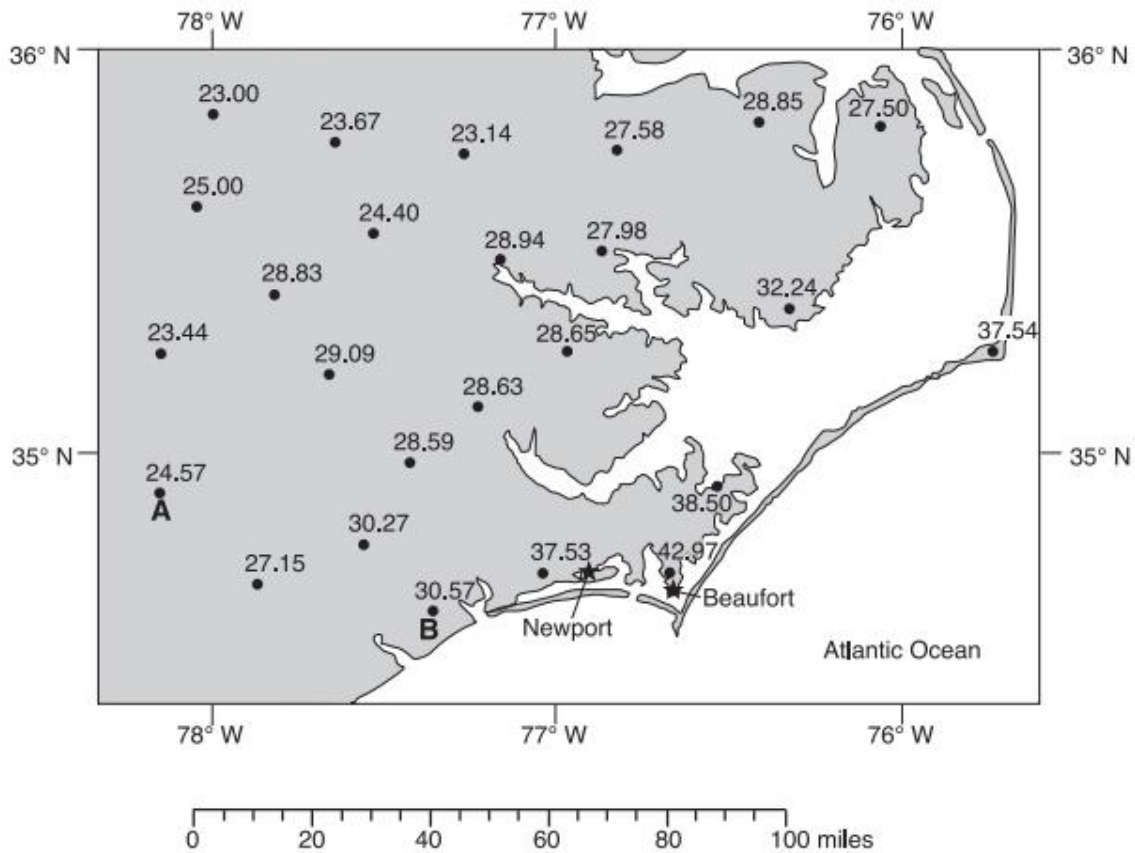 78° W 77° W 76° W
36° N 36° N
23.00
28.85
27.50
23.67
23.14
27.58
25.00
24.40
28.94
27.98
28.83
32.24
23.44
28.65
37.54
29.09
28.63
35° N 35° N
28.59
24.57
A
38.50
30.27
37.53
42.97
27.15
30.57
Beaufort
B
Newport
Atlantic Ocean
78° W 77° W 76° W
0 20 40 60 80 100 miles